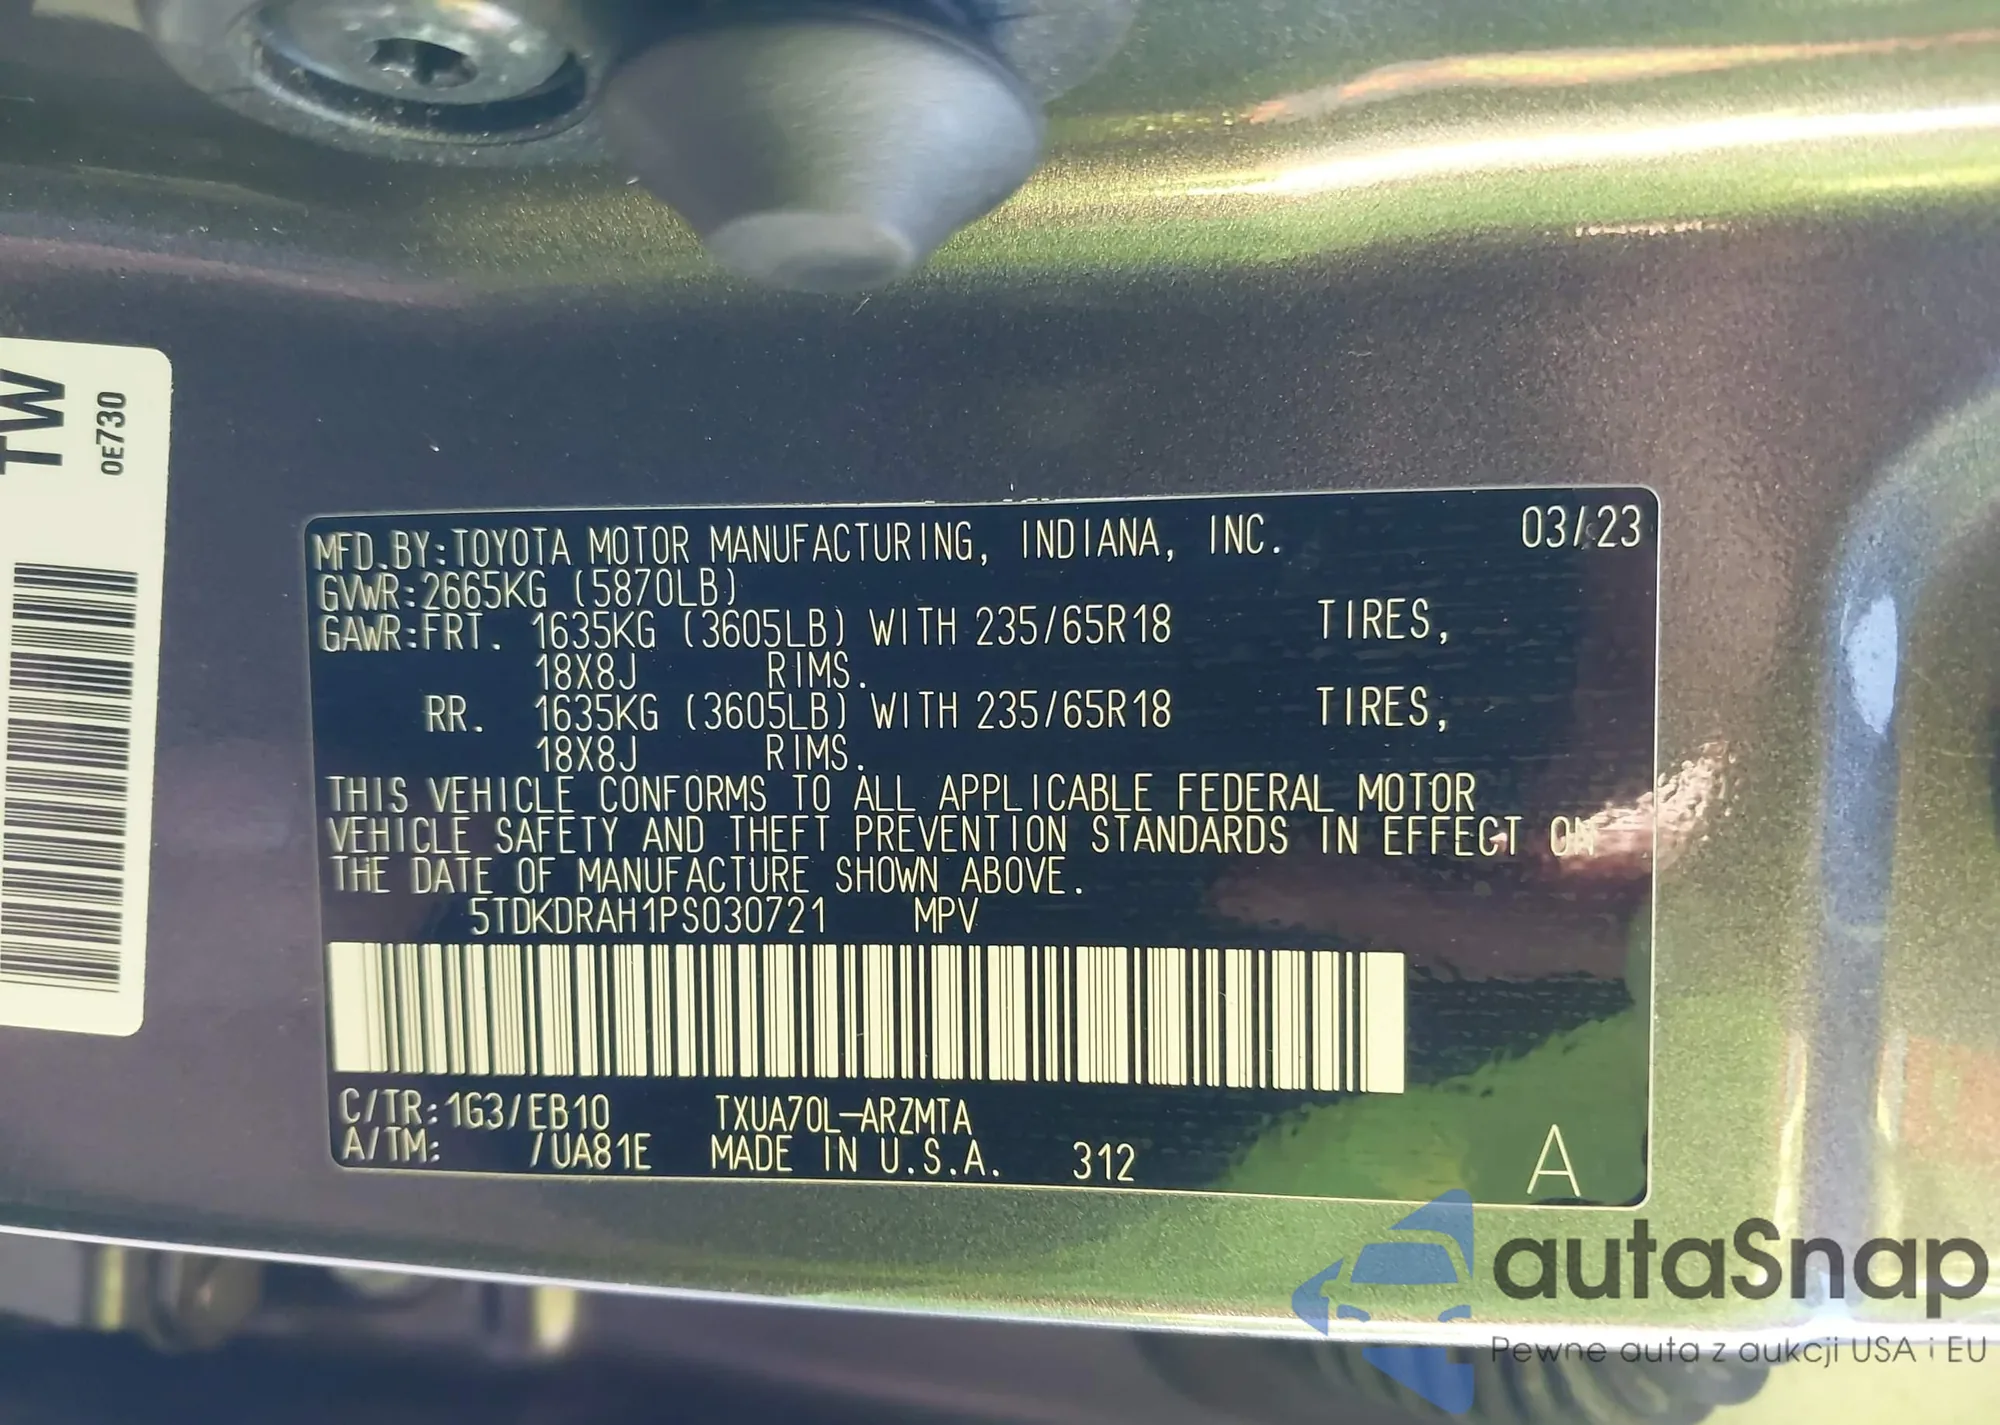 TW
0E730
MFD.BY:TOYOTA MOTOR MANUFACTURING, INDIANA, INC. 03/23
GVWR:2665KG (5870LB)
GAWR:FRT. 1635KG (3605LB) WITH 235/65R18 TIRES,
18X8J RIMS.
RR. 1635KG (3605LB) WITH 235/65R18 TIRES,
18X8J RIMS.
THIS VEHICLE CONFORMS TO ALL APPLICABLE FEDERAL MOTOR
VEHICLE SAFETY AND THEFT PREVENTION STANDARDS IN EFFECT ON
THE DATE OF MANUFACTURE SHOWN ABOVE.
5TDKDRAH1PS030721 MPV
C/TR:1G3/EB10 TXUA70L-ARZMTA
A/TM: /UA81E MADE IN U.S.A. 312 A
autaSnap
Pewne auta z aukcji USA i EU